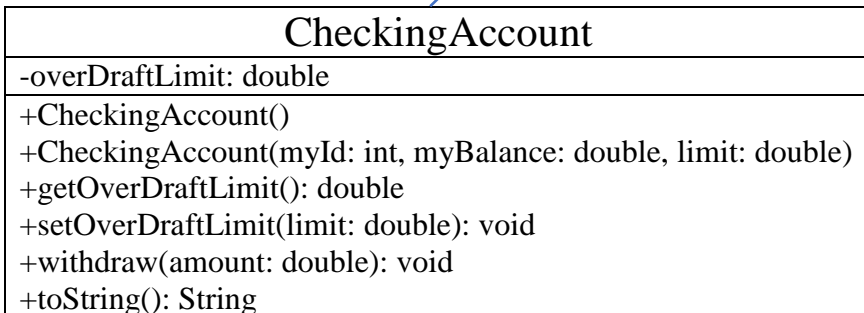 CheckingAccount
-overDraftLimit: double
+CheckingAccount()
+CheckingAccount(myId: int, myBalance: double, limit: double)
+getOverDraftLimit(): double
+setOverDraftLimit(limit: double): void
+withdraw(amount: double): void
+toString(): String